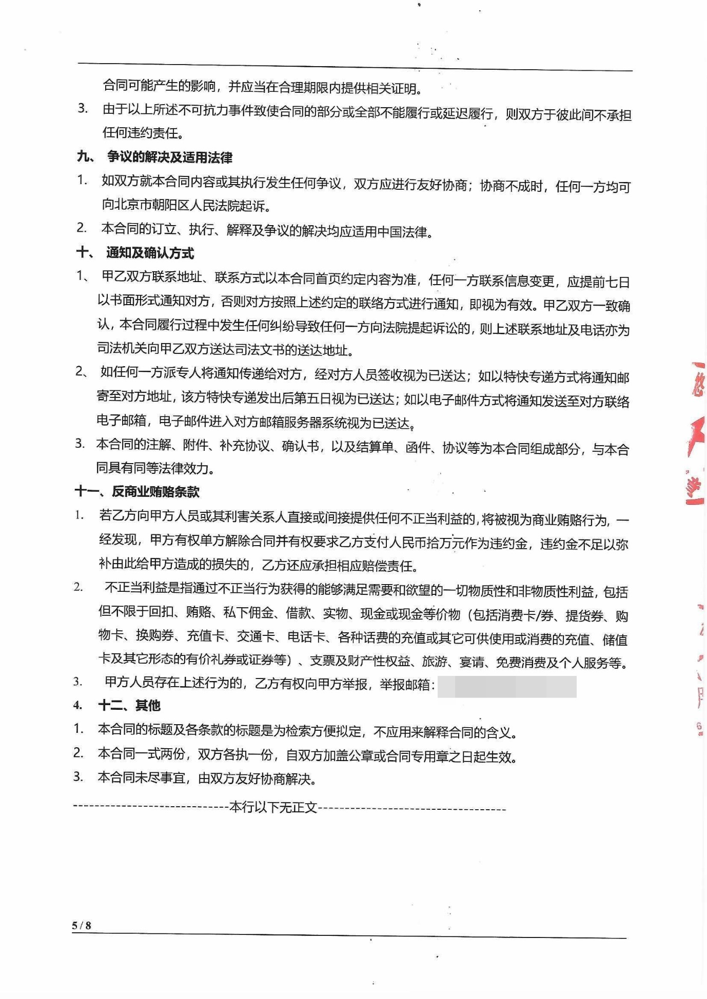 合同可能产生的影响，并应当在合理期限内提供相关证明。
3. 由于以上所述不可抗力事件致使合同的部分或全部不能履行或延迟履行，则双方于彼此间不承担
任何违约责任。
九、 争议的解决及适用法律
1. 如双方就本合同内容或其执行发生任何争议，双方应进行友好协商；协商不成时，任何一方均可
向北京市朝阳区人民法院起诉。
2. 本合同的订立、执行、解释及争议的解决均应适用中国法律。
十、 通知及确认方式
1、 甲乙双方联系地址、联系方式以本合同首页约定内容为准，任何一方联系信息变更，应提前七日
以书面形式通知对方，否则对方按照上述约定的联络方式进行通知，即视为有效。甲乙双方一致确
认，本合同履行过程中发生任何纠纷导致任何一方向法院提起诉讼的，则上述联系地址及电话亦为
司法机关向甲乙双方送达司法文书的送达地址。
2、 如任何一方派专人将通知传递给对方，经对方人员签收视为已送达；如以特快专递方式将通知邮
寄至对方地址，该方特快专递发出后第五日视为已送达；如以电子邮件方式将通知发送至对方联络
电子邮箱，电子邮件进入对方邮箱服务器系统视为已送达。
3. 本合同的注解、附件、补充协议、确认书，以及结算单、函件、协议等为本合同组成部分，与本合
同具有同等法律效力。
十一、反商业贿赂条款
1. 若乙方向甲方人员或其利害关系人直接或间接提供任何不正当利益的，将被视为商业贿赂行为，一
经发现，甲方有权单方解除合同并有权要求乙方支付人民币拾万元作为违约金，违约金不足以弥
补由此给甲方造成的损失的，乙方还应承担相应赔偿责任。
2. 不正当利益是指通过不正当行为获得的能够满足需要和欲望的一切物质性和非物质性利益，包括
但不限于回扣、贿赂、私下佣金、借款、实物、现金或现金等价物（包括消费卡/券、提货券、购
物卡、换购券、充值卡、交通卡、电话卡、各种话费的充值或其它可供使用或消费的充值、储值
卡及其它形态的有价礼券或证券等）、支票及财产性权益、旅游、宴请、免费消费及个人服务等。
3. 甲方人员存在上述行为的，乙方有权向甲方举报，举报邮箱：
4. 十二、其他
1. 本合同的标题及各条款的标题是为检索方便拟定，不应用来解释合同的含义。
2. 本合同一式两份，双方各执一份，自双方加盖公章或合同专用章之日起生效。
3. 本合同未尽事宜，由双方友好协商解决。
-----------------------------本行以下无正文-----------------------------------
5 / 8